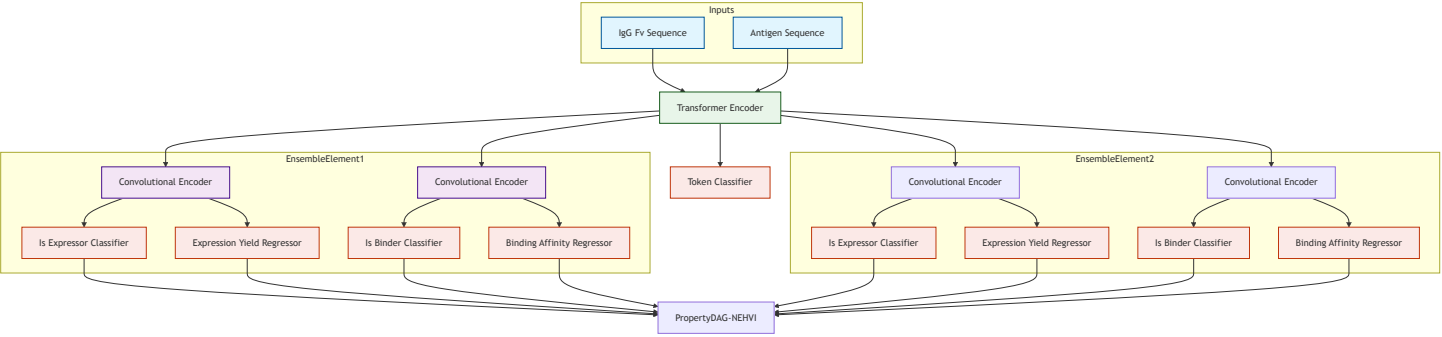 Inputs
IgG Fv Sequence
Antigen Sequence
Transformer Encoder
EnsembleElement1
EnsembleElement2
Convolutional Encoder
Convolutional Encoder
Token Classifier
Convolutional Encoder
Convolutional Encoder
Is Expressor Classifier
Expression Yield Regressor
Is Binder Classifier
Binding Affinity Regressor
Is Expressor Classifier
Expression Yield Regressor
Is Binder Classifier
Binding Affinity Regressor
PropertyDAG-NEHVI